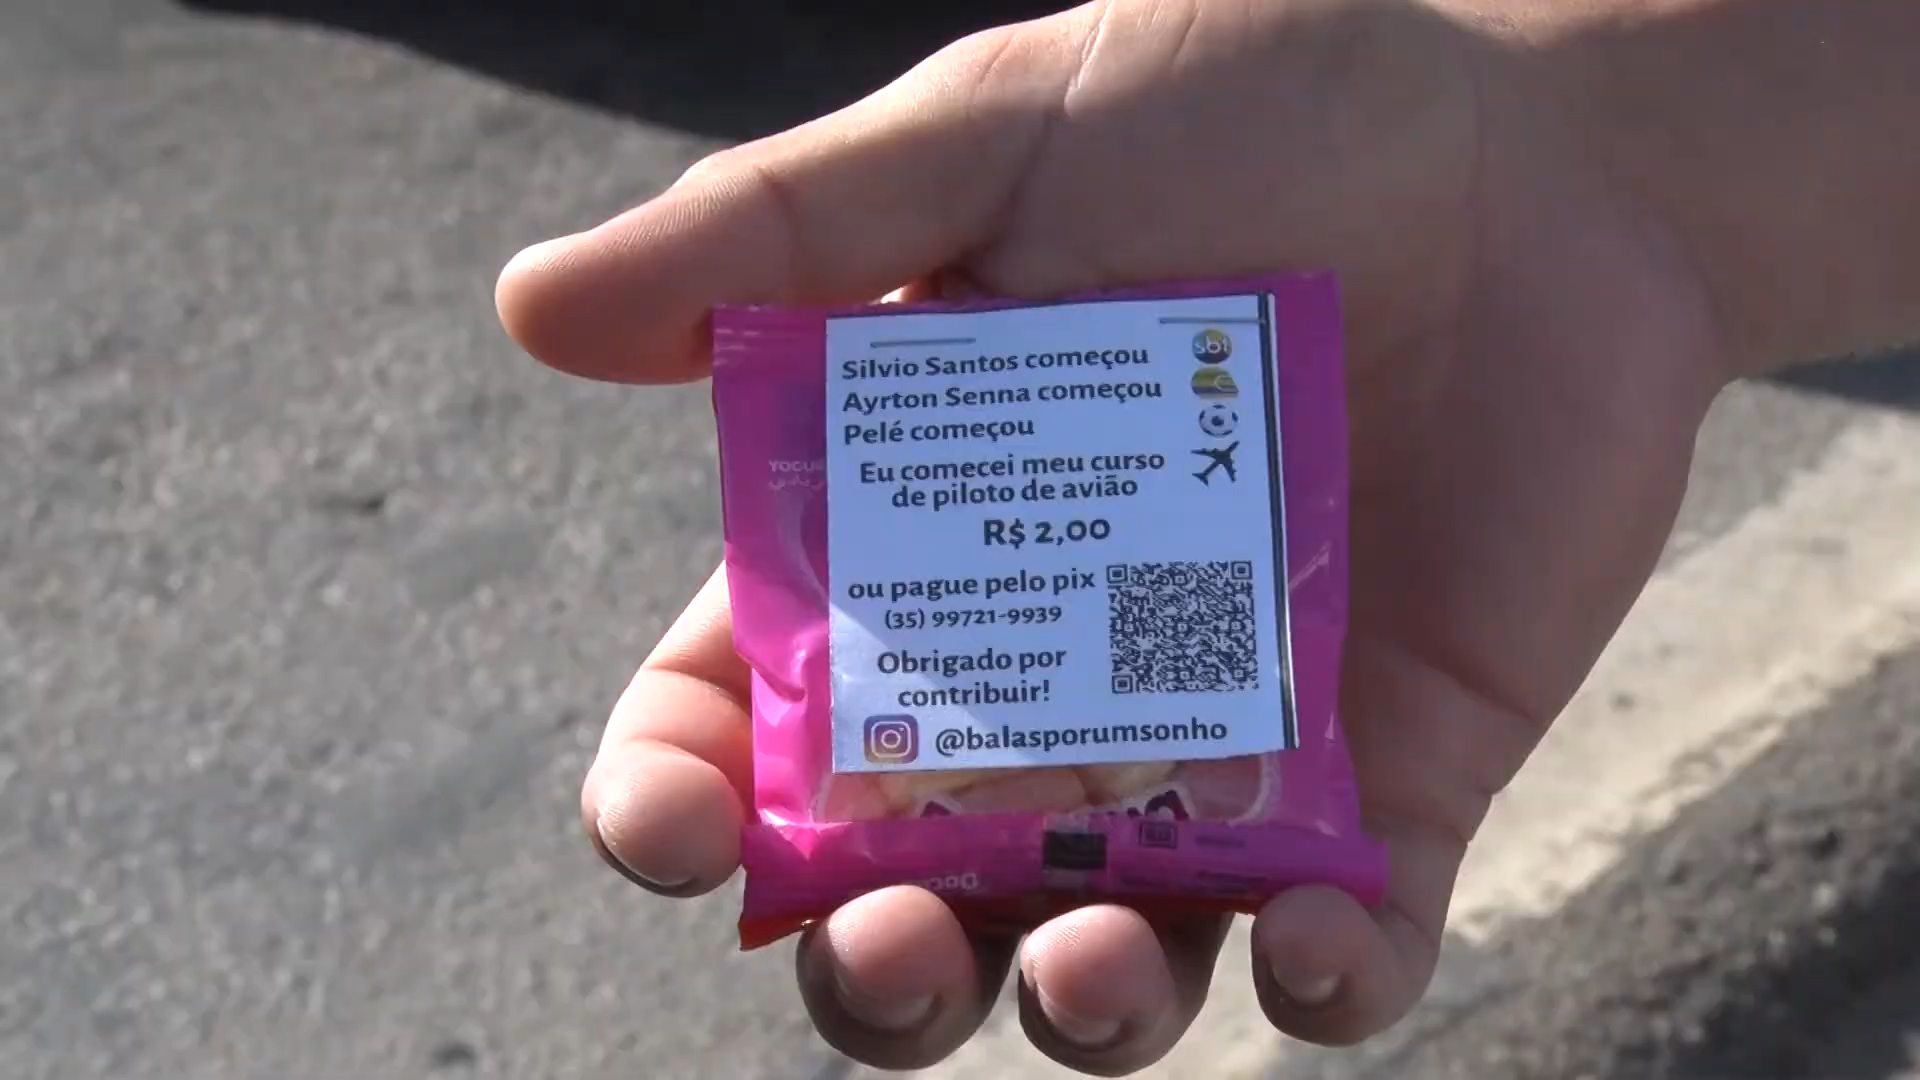 Silvio Santos começou
sbt
Ayrton Senna começou
Pelé começou
Eu comecei meu curso
de piloto de avião
R$ 2,00
ou pague pelo pix
(35) 99721-9939
Obrigado por
contribuir!
@balasporumsonho